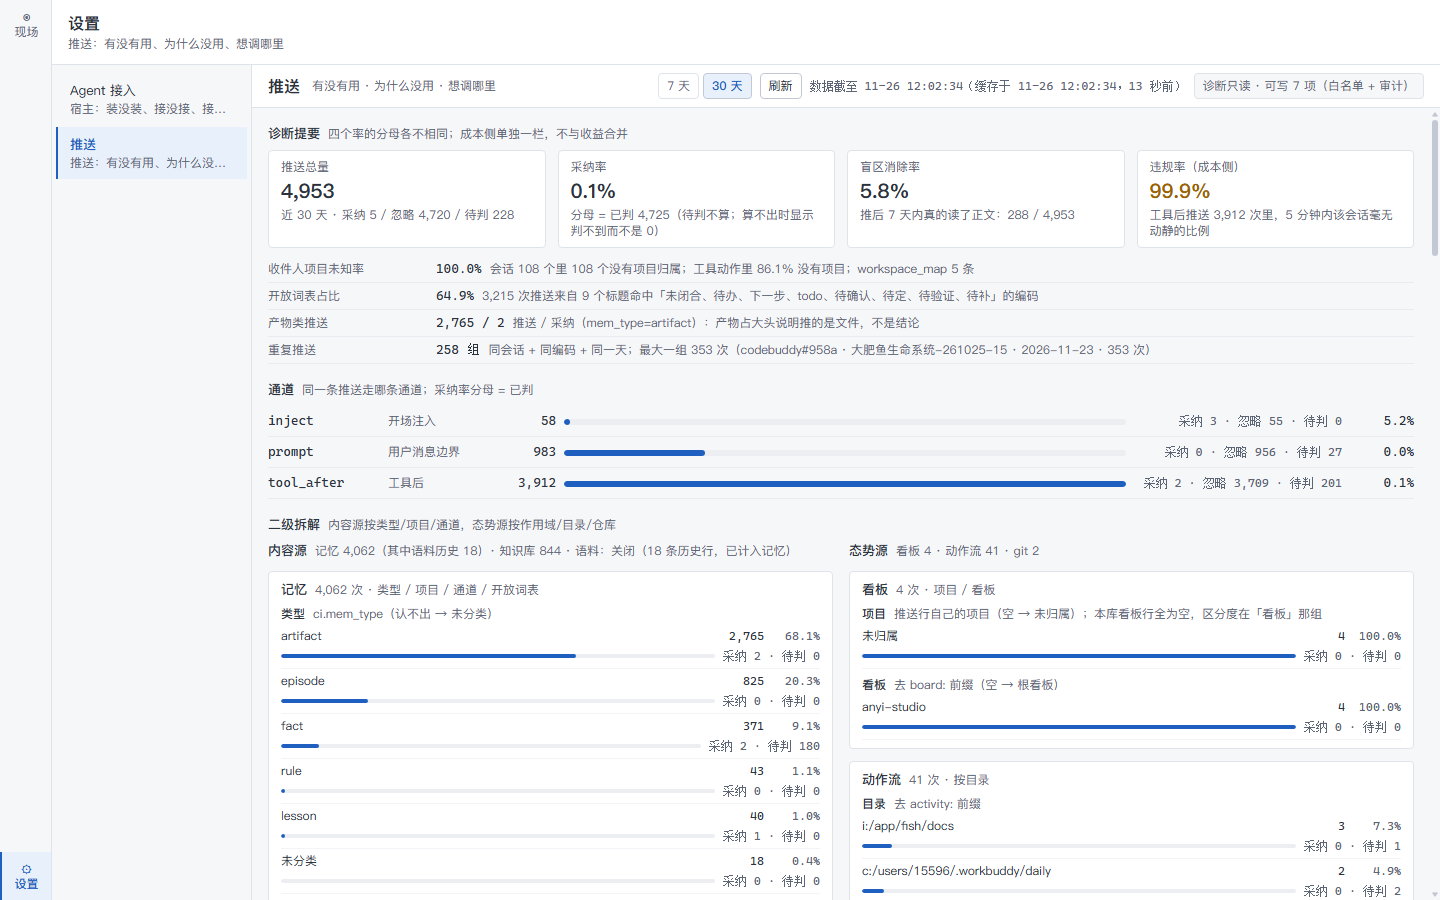 现场
设置
推送：有没有用、为什么没用、想调哪里
Agent 接入
宿主：装没装、接没接、接...
推送
推送：有没有用、为什么没...
设置
推送 有没有用 · 为什么没用 · 想调哪里
7 天 30 天 刷新 数据截至 11-26 12:02:34（缓存于 11-26 12:02:34，13 秒前） 诊断只读 · 可写 7 项（白名单 + 审计）
诊断提要 四个率的分母各不相同；成本侧单独一栏，不与收益合并
推送总量
4,953
近 30 天 · 采纳 5 / 忽略 4,720 / 待判 228
采纳率
0.1%
分母 = 已判 4,725（待判不算；算不出时显示
判不到而不是 0）
盲区消除率
5.8%
推后 7 天内真的读了正文：288 / 4,953
违规率（成本侧）
99.9%
工具后推送 3,912 次里，5 分钟内该会话毫无
动静的比例
收件人项目未知率 100.0% 会话 108 个里 108 个没有项目归属；工具动作里 86.1% 没有项目；workspace_map 5 条
开放词表占比 64.9% 3,215 次推送来自 9 个标题命中「未闭合、待办、下一步、todo、待确认、待定、待验证、待补」的编码
产物类推送 2,765 / 2 推送 / 采纳（mem_type=artifact）：产物占大头说明推的是文件，不是结论
重复推送 258 组 同会话 + 同编码 + 同一天；最大一组 353 次（codebuddy#958a · 大肥鱼生命系统-261025-15 · 2026-11-23 · 353 次）
通道 同一条推送走哪条通道；采纳率分母 = 已判
inject 开场注入 58 采纳 3 · 忽略 55 · 待判 0 5.2%
prompt 用户消息边界 983 采纳 0 · 忽略 956 · 待判 27 0.0%
tool_after 工具后 3,912 采纳 2 · 忽略 3,709 · 待判 201 0.1%
二级拆解 内容源按类型/项目/通道，态势源按作用域/目录/仓库
内容源 记忆 4,062（其中语料历史 18）· 知识库 844 · 语料：关闭（18 条历史行，已计入记忆）
记忆 4,062 次 · 类型 / 项目 / 通道 / 开放词表
类型 ci.mem_type（认不出 → 未分类）
artifact 2,765 68.1%
采纳 2 · 待判 0
episode 825 20.3%
采纳 0 · 待判 0
fact 371 9.1%
采纳 2 · 待判 180
rule 43 1.1%
采纳 0 · 待判 0
lesson 40 1.0%
采纳 1 · 待判 0
未分类 18 0.4%
采纳 0 · 待判 0
态势源 看板 4 · 动作流 41 · git 2
看板 4 次 · 项目 / 看板
项目 推送行自己的项目（空 → 未归属）；本库看板行全为空，区分度在「看板」那组
未归属 4 100.0%
采纳 0 · 待判 0
看板 去 board: 前缀（空 → 根看板）
anyi-studio 4 100.0%
采纳 0 · 待判 0
动作流 41 次 · 按目录
目录 去 activity: 前缀
i:/app/fish/docs 3 7.3%
采纳 0 · 待判 1
c:/users/15596/.workbuddy/daily 2 4.9%
采纳 0 · 待判 2